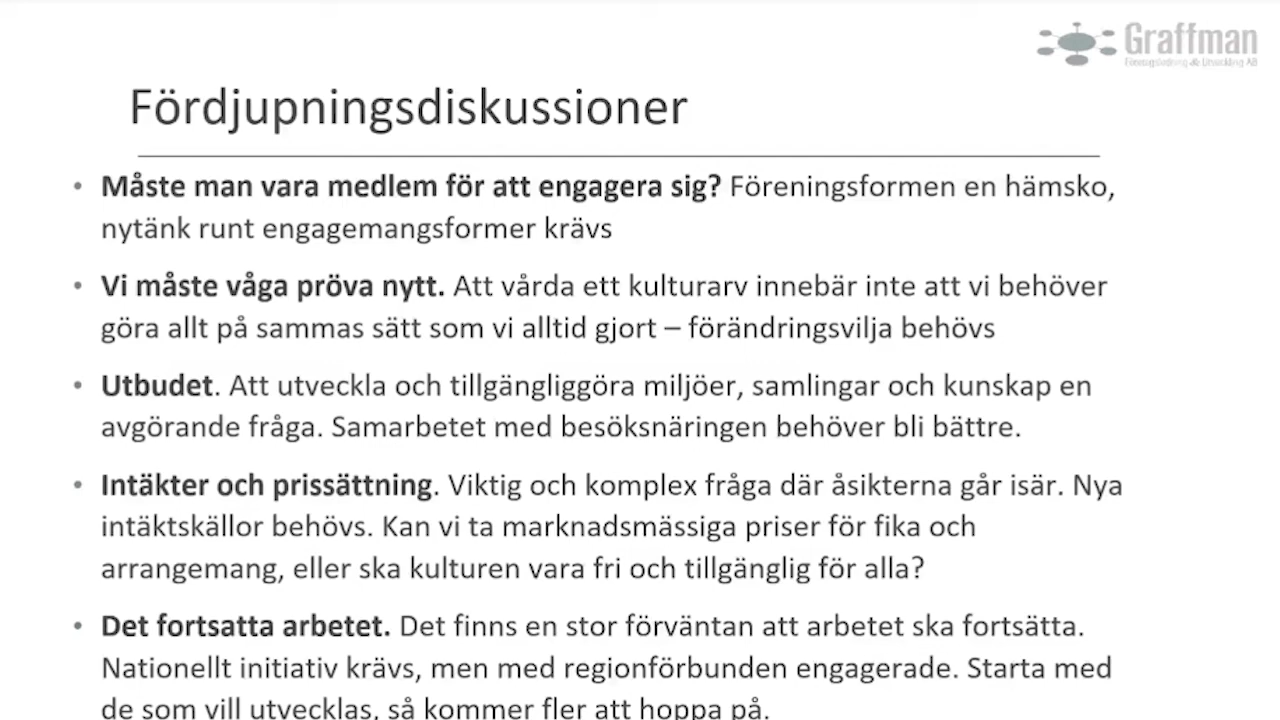 Graffman
Företagsledning & Utveckling AB
Fördjupningsdiskussioner
• Måste man vara medlem för att engagera sig? Föreningsformen en hämsko,
nytänk runt engagemangsformer krävs
• Vi måste våga pröva nytt. Att vårda ett kulturarv innebär inte att vi behöver
göra allt på sammas sätt som vi alltid gjort – förändringsvilja behövs
• Utbudet. Att utveckla och tillgängliggöra miljöer, samlingar och kunskap en
avgörande fråga. Samarbetet med besöksnäringen behöver bli bättre.
• Intäkter och prissättning. Viktig och komplex fråga där åsikterna går isär. Nya
intäktskällor behövs. Kan vi ta marknadsmässiga priser för fika och
arrangemang, eller ska kulturen vara fri och tillgänglig för alla?
• Det fortsatta arbetet. Det finns en stor förväntan att arbetet ska fortsätta.
Nationellt initiativ krävs, men med regionförbunden engagerade. Starta med
de som vill utvecklas, så kommer fler att hoppa på.